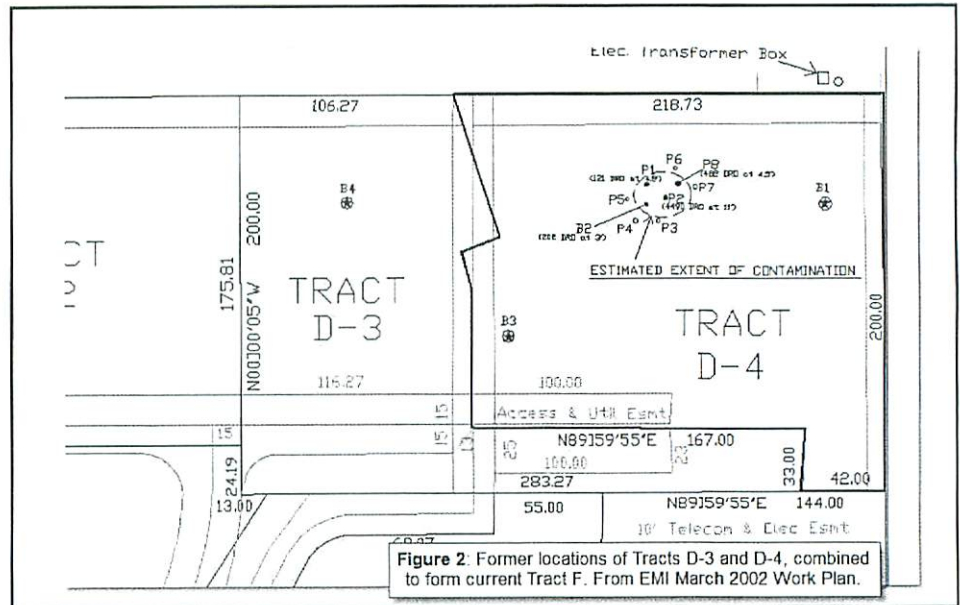 Elec. Transformer Box
106.27
218.73
P6
P1
P8
P7
P2
P5
B2
P4
P3
B4
B1
ESTIMATED EXTENT OF CONTAMINATION
200.00
175.81
N00]00'05"W
TRACT
D-3
TRACT
D-4
200.00
B3
116.27
100.00
Access & Util Esmt
15
15
15
13
25
N89]59'55"E
167.00
100.00
23
33.00
42.00
24.19
283.27
13.00
55.00
N89]59'55"E
144.00
10' Telecom & Elec Esmt
Figure 2: Former locations of Tracts D-3 and D-4, combined
to form current Tract F. From EMI March 2002 Work Plan.